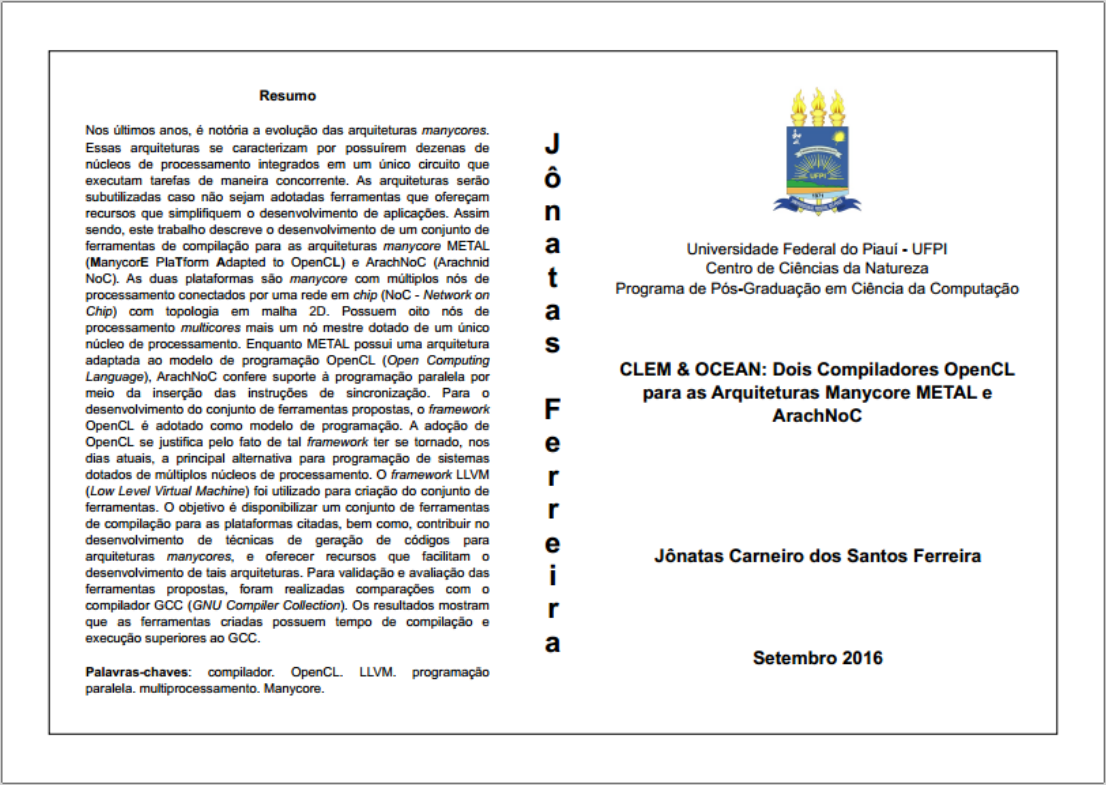 Resumo
Nos últimos anos, é notória a evolução das arquiteturas manycores.
Essas arquiteturas se caracterizam por possuírem dezenas de
núcleos de processamento integrados em um único circuito que
executam tarefas de maneira concorrente. As arquiteturas serão
subutilizadas caso não sejam adotadas ferramentas que ofereçam
recursos que simplifiquem o desenvolvimento de aplicações. Assim
sendo, este trabalho descreve o desenvolvimento de um conjunto de
ferramentas de compilação para as arquiteturas manycore METAL
(ManycorE PlaTform Adapted to OpenCL) e ArachNoC (Arachnid
NoC). As duas plataformas são manycore com múltiplos nós de
processamento conectados por uma rede em chip (NoC - Network on
Chip) com topologia em malha 2D. Possuem oito nós de
processamento multicores mais um nó mestre dotado de um único
núcleo de processamento. Enquanto METAL possui uma arquitetura
adaptada ao modelo de programação OpenCL (Open Computing
Language), ArachNoC confere suporte à programação paralela por
meio da inserção das instruções de sincronização. Para o
desenvolvimento do conjunto de ferramentas propostas, o framework
OpenCL é adotado como modelo de programação. A adoção de
OpenCL se justifica pelo fato de tal framework ter se tornado, nos
dias atuais, a principal alternativa para programação de sistemas
dotados de múltiplos núcleos de processamento. O framework LLVM
(Low Level Virtual Machine) foi utilizado para criação do conjunto de
ferramentas. O objetivo é disponibilizar um conjunto de ferramentas
de compilação para as plataformas citadas, bem como, contribuir no
desenvolvimento de técnicas de geração de códigos para
arquiteturas manycores, e oferecer recursos que facilitam o
desenvolvimento de tais arquiteturas. Para validação e avaliação das
ferramentas propostas, foram realizadas comparações com o
compilador GCC (GNU Compiler Collection). Os resultados mostram
que as ferramentas criadas possuem tempo de compilação e
execução superiores ao GCC.
Palavras-chaves: compilador. OpenCL. LLVM. programação
paralela. multiprocessamento. Manycore.
Jônatas Ferreira
UFPI
1971
Universidade Federal do Piauí - UFPI
Centro de Ciências da Natureza
Programa de Pós-Graduação em Ciência da Computação
CLEM & OCEAN: Dois Compiladores OpenCL
para as Arquiteturas Manycore METAL e
ArachNoC
Jônatas Carneiro dos Santos Ferreira
Setembro 2016